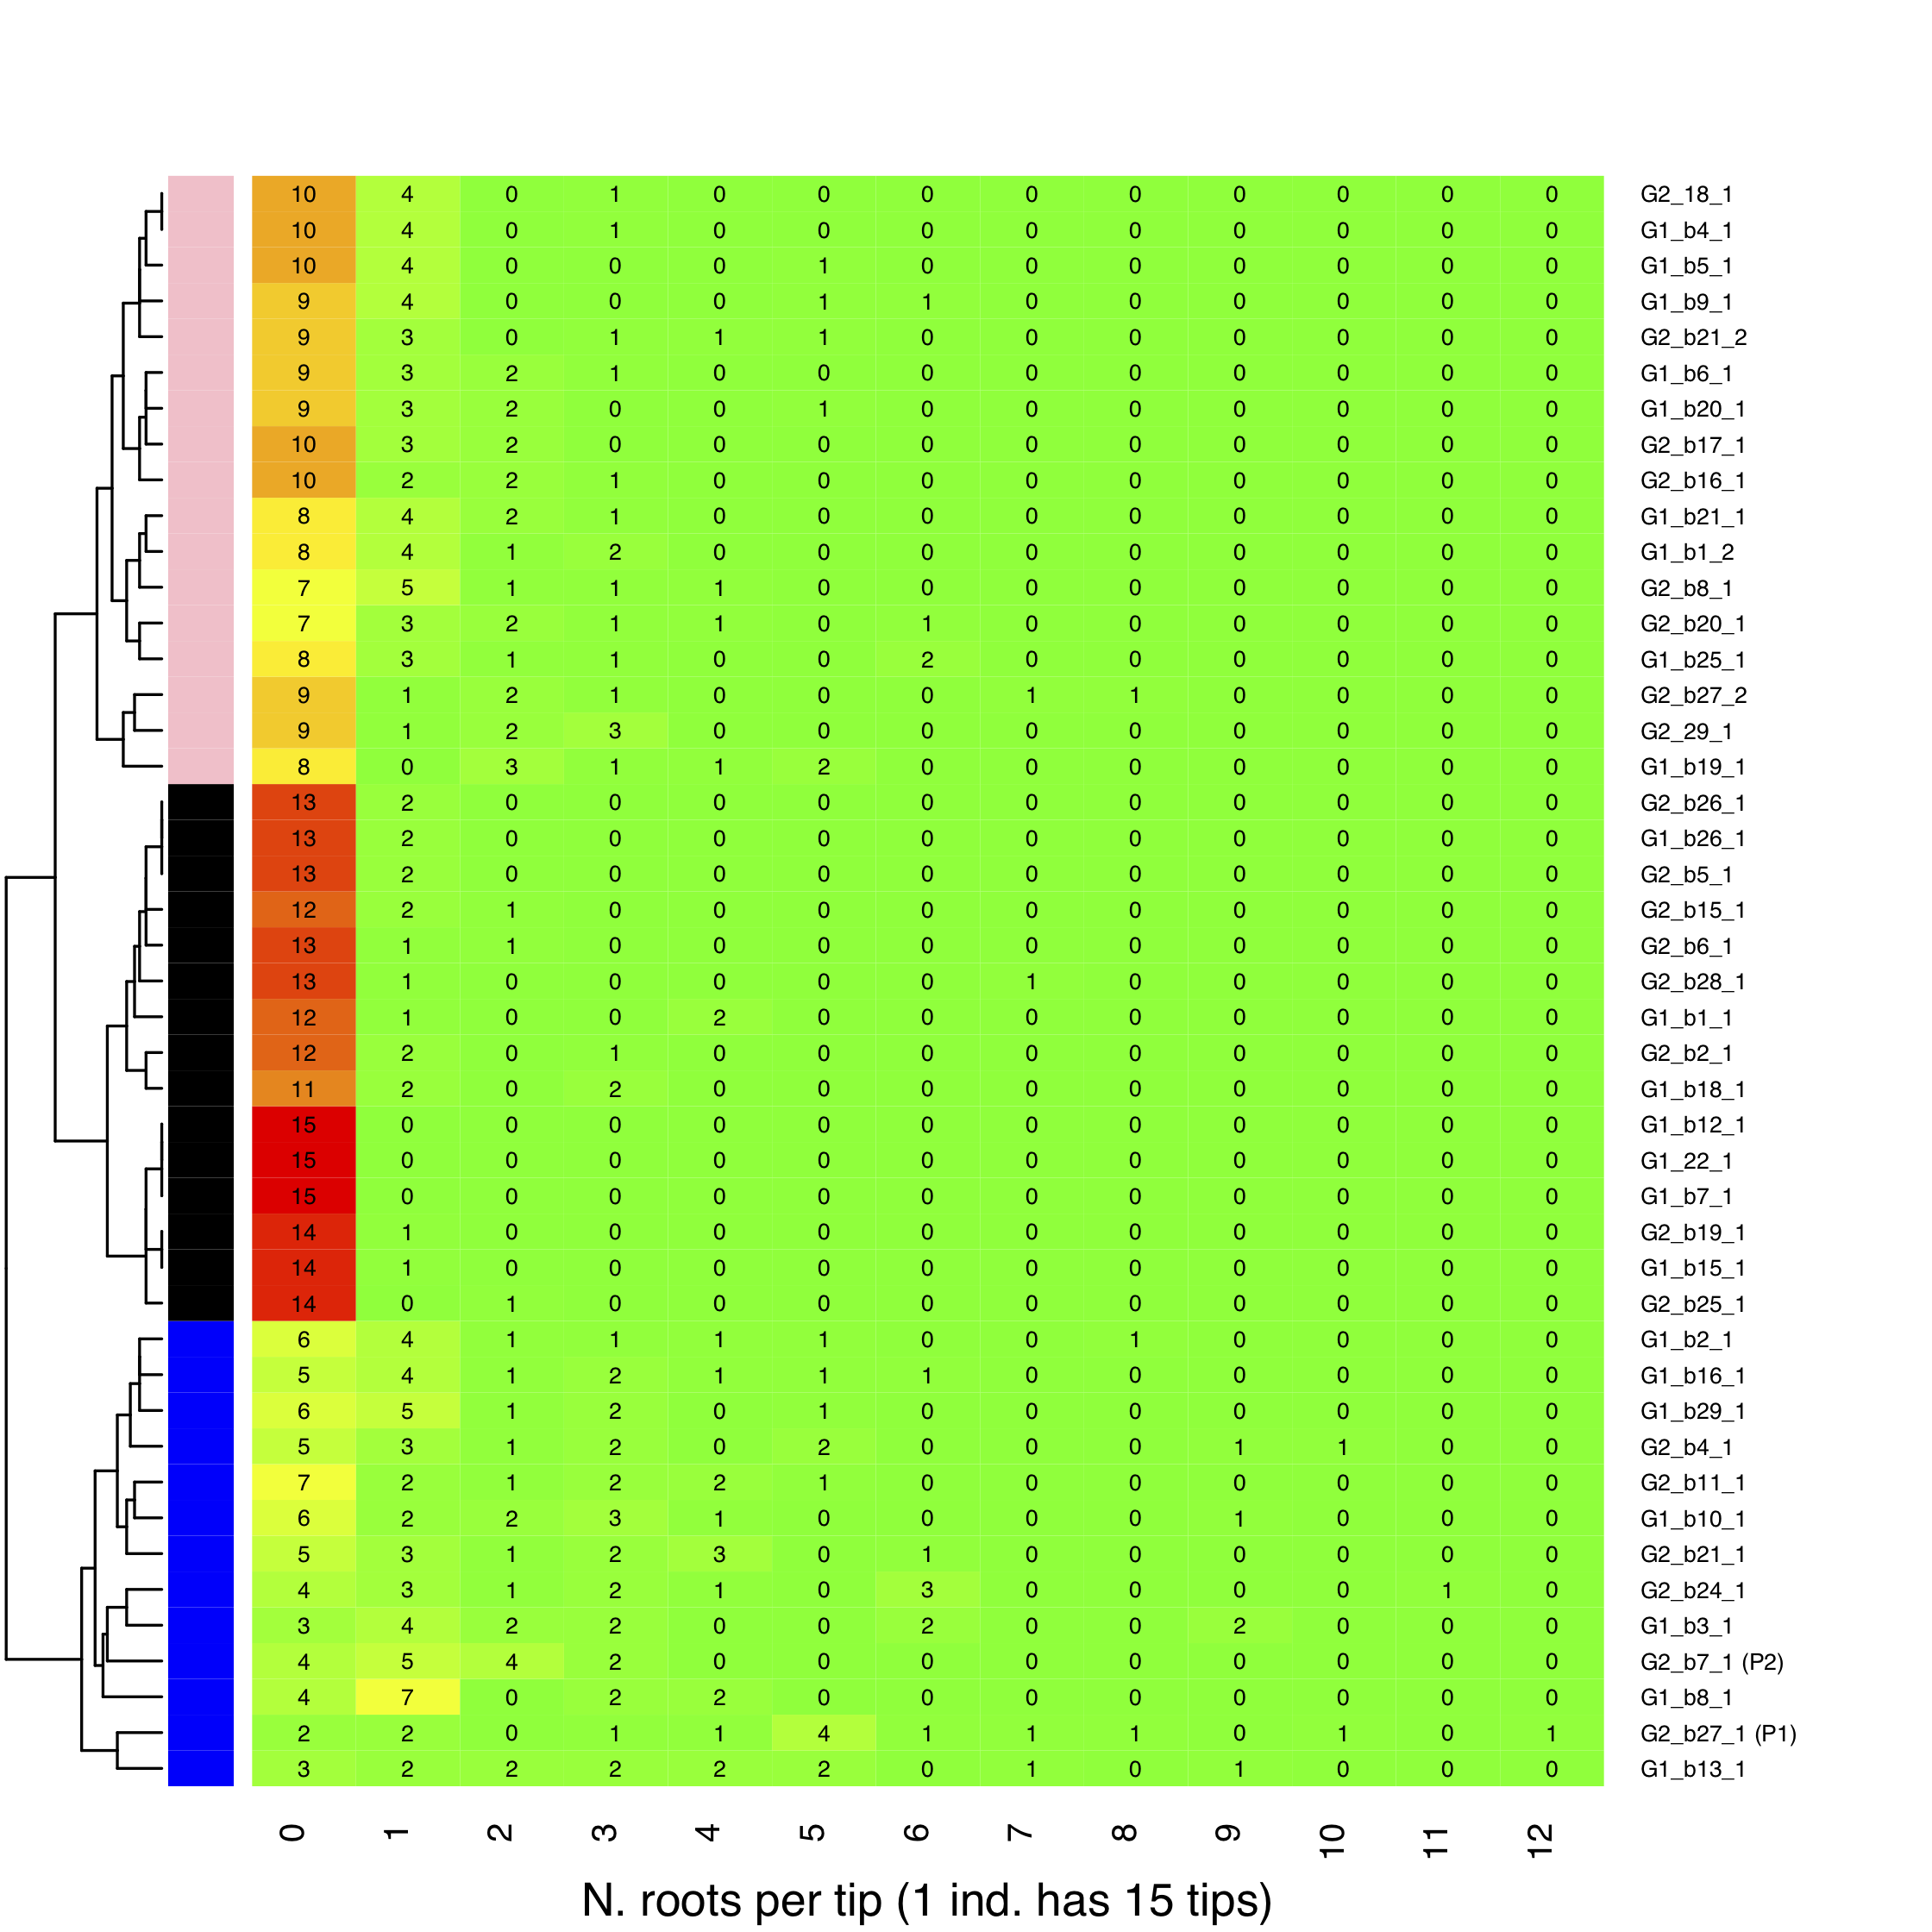 10 4 0 1 0 0 0 0 0 0 0 0 0 G2_18_1
10 4 0 1 0 0 0 0 0 0 0 0 0 G1_b4_1
10 4 0 0 0 1 0 0 0 0 0 0 0 G1_b5_1
9 4 0 0 0 1 1 0 0 0 0 0 0 G1_b9_1
9 3 0 1 1 1 0 0 0 0 0 0 0 G2_b21_2
9 3 2 1 0 0 0 0 0 0 0 0 0 G1_b6_1
9 3 2 0 0 1 0 0 0 0 0 0 0 G1_b20_1
10 3 2 0 0 0 0 0 0 0 0 0 0 G2_b17_1
10 2 2 1 0 0 0 0 0 0 0 0 0 G2_b16_1
8 4 2 1 0 0 0 0 0 0 0 0 0 G1_b21_1
8 4 1 2 0 0 0 0 0 0 0 0 0 G1_b1_2
7 5 1 1 1 0 0 0 0 0 0 0 0 G2_b8_1
7 3 2 1 1 0 1 0 0 0 0 0 0 G2_b20_1
8 3 1 1 0 0 2 0 0 0 0 0 0 G1_b25_1
9 1 2 1 0 0 0 1 1 0 0 0 0 G2_b27_2
9 1 2 3 0 0 0 0 0 0 0 0 0 G2_29_1
8 0 3 1 1 2 0 0 0 0 0 0 0 G1_b19_1
13 2 0 0 0 0 0 0 0 0 0 0 0 G2_b26_1
13 2 0 0 0 0 0 0 0 0 0 0 0 G1_b26_1
13 2 0 0 0 0 0 0 0 0 0 0 0 G2_b5_1
12 2 1 0 0 0 0 0 0 0 0 0 0 G2_b15_1
13 1 1 0 0 0 0 0 0 0 0 0 0 G2_b6_1
13 1 0 0 0 0 0 1 0 0 0 0 0 G2_b28_1
12 1 0 0 2 0 0 0 0 0 0 0 0 G1_b1_1
12 2 0 1 0 0 0 0 0 0 0 0 0 G2_b2_1
11 2 0 2 0 0 0 0 0 0 0 0 0 G1_b18_1
15 0 0 0 0 0 0 0 0 0 0 0 0 G1_b12_1
15 0 0 0 0 0 0 0 0 0 0 0 0 G1_22_1
15 0 0 0 0 0 0 0 0 0 0 0 0 G1_b7_1
14 1 0 0 0 0 0 0 0 0 0 0 0 G2_b19_1
14 1 0 0 0 0 0 0 0 0 0 0 0 G1_b15_1
14 0 1 0 0 0 0 0 0 0 0 0 0 G2_b25_1
6 4 1 1 1 1 0 0 1 0 0 0 0 G1_b2_1
5 4 1 2 1 1 1 0 0 0 0 0 0 G1_b16_1
6 5 1 2 0 1 0 0 0 0 0 0 0 G1_b29_1
5 3 1 2 0 2 0 0 0 1 1 0 0 G2_b4_1
7 2 1 2 2 1 0 0 0 0 0 0 0 G2_b11_1
6 2 2 3 1 0 0 0 0 1 0 0 0 G1_b10_1
5 3 1 2 3 0 1 0 0 0 0 0 0 G2_b21_1
4 3 1 2 1 0 3 0 0 0 0 1 0 G2_b24_1
3 4 2 2 0 0 2 0 0 2 0 0 0 G1_b3_1
4 5 4 2 0 0 0 0 0 0 0 0 0 G2_b7_1 (P2)
4 7 0 2 2 0 0 0 0 0 0 0 0 G1_b8_1
2 2 0 1 1 4 1 1 1 0 1 0 1 G2_b27_1 (P1)
3 2 2 2 2 2 0 1 0 1 0 0 0 G1_b13_1
0 1 2 3 4 5 6 7 8 9 10 11 12
N. roots per tip (1 ind. has 15 tips)